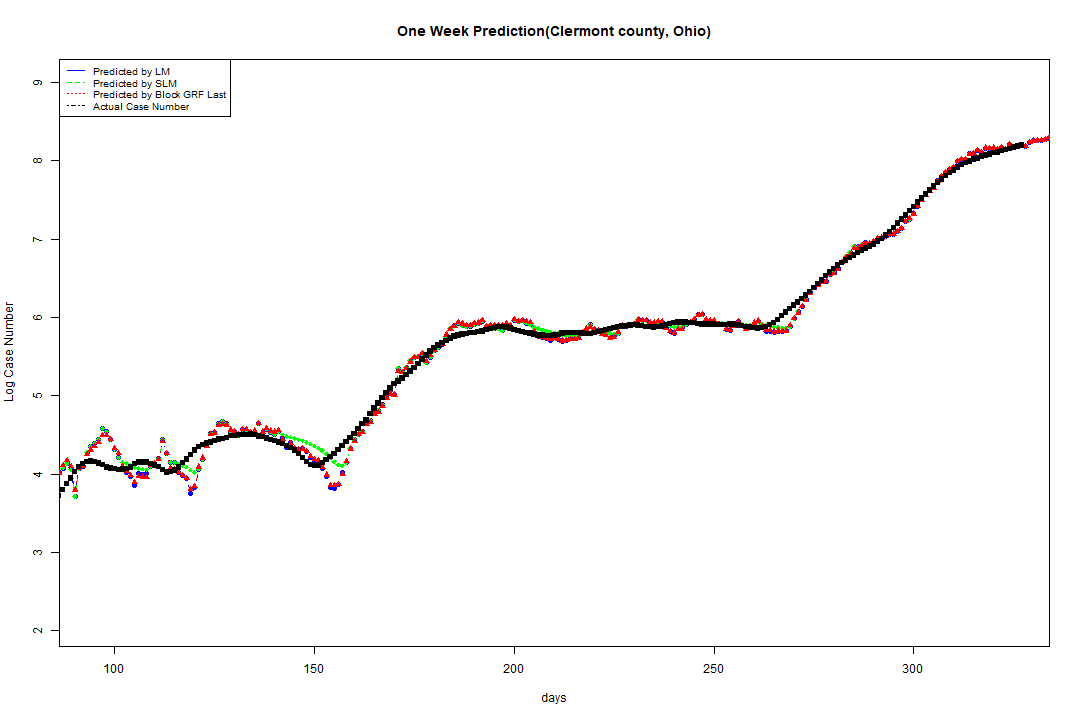 One Week Prediction(Clermont county, Ohio)
Predicted by LM
Predicted by SLM
Predicted by Block GRF Last
Actual Case Number
Log Case Number
9
8
7
6
5
4
3
2
100 150 200 250 300
days